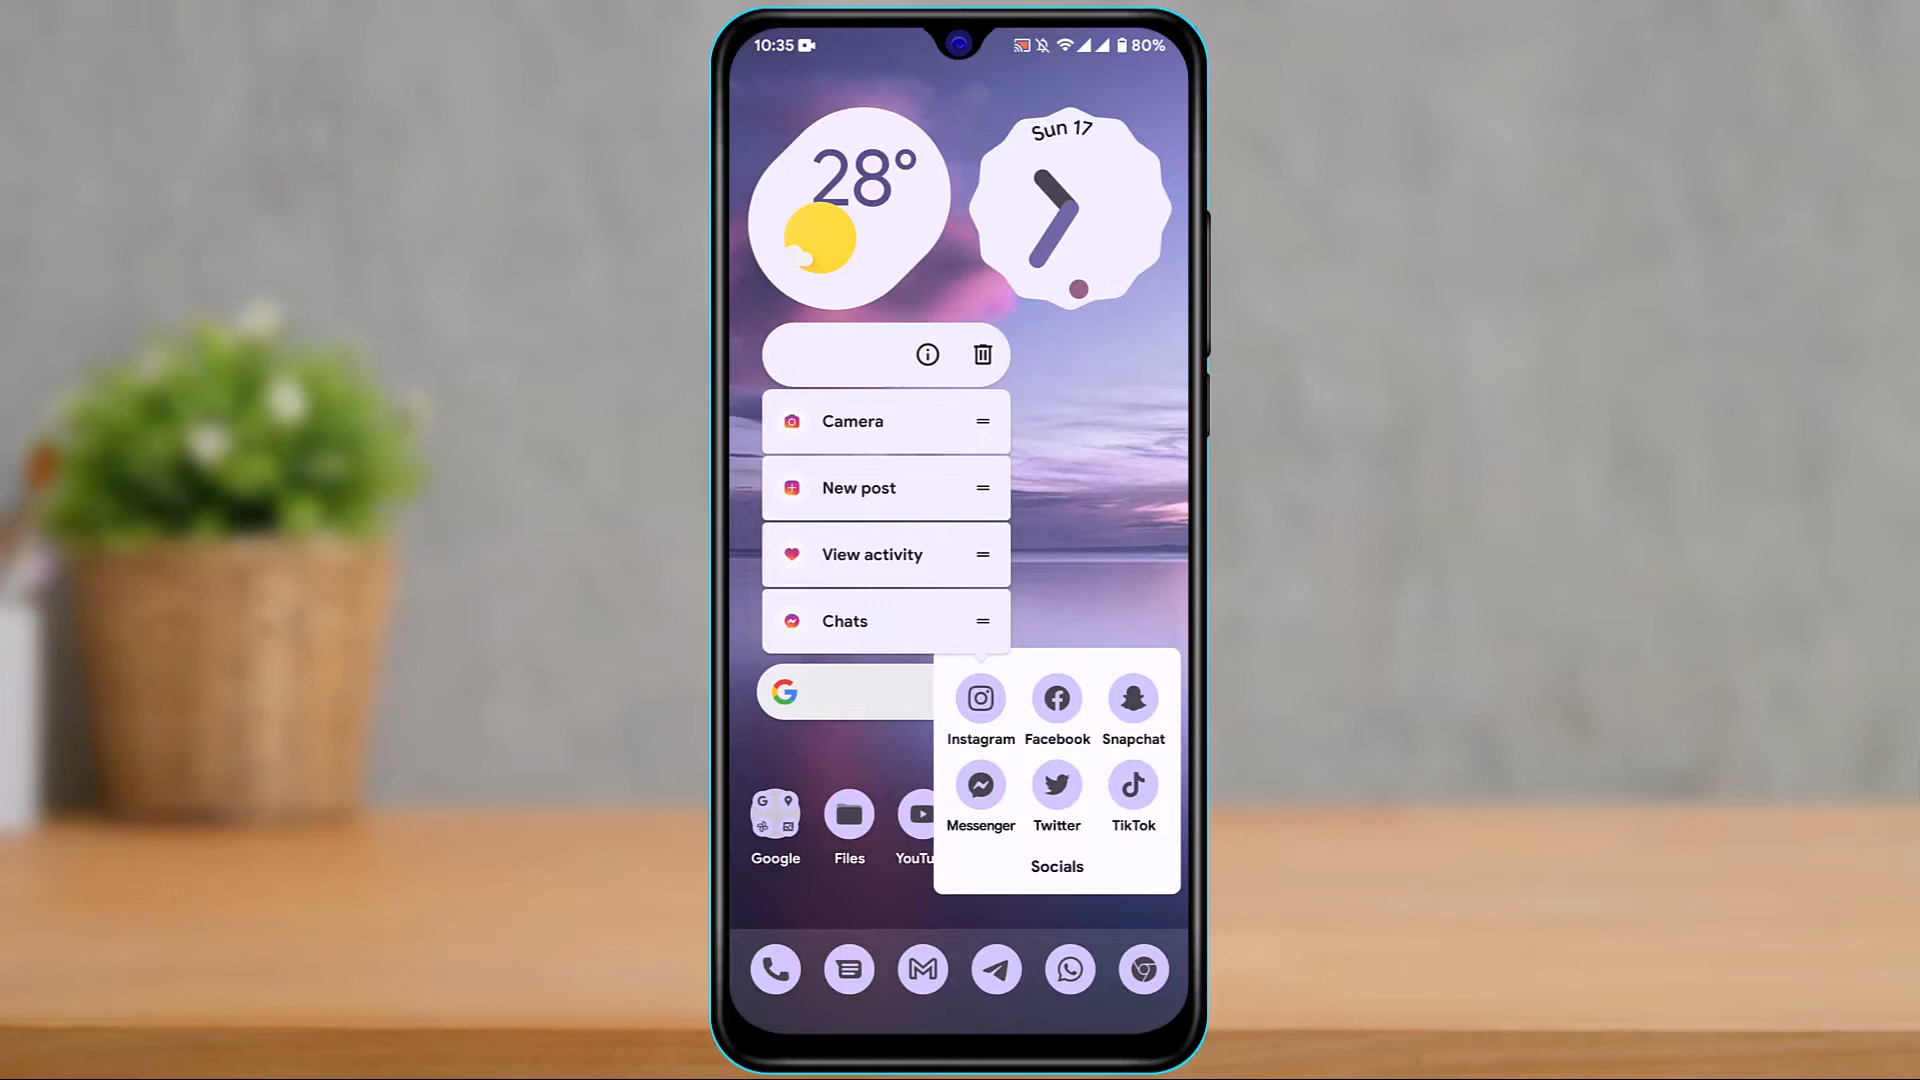 10:35
80%
28°
Sun 17
Camera
New post
View activity
Chats
Instagram Facebook Snapchat
Messenger Twitter TikTok
Socials
Google Files YouTu